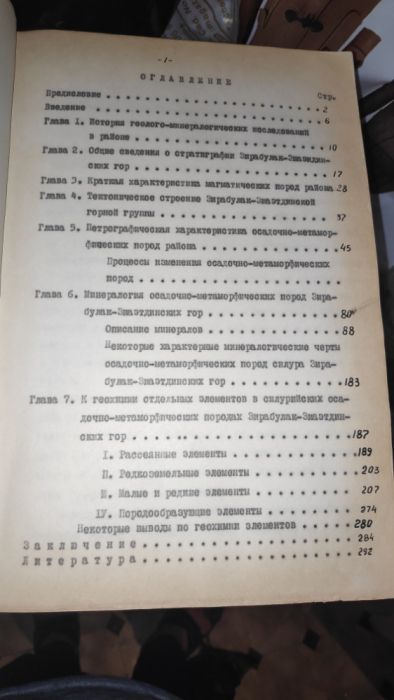 -1-
ОГЛАВЛЕНИЕ
Стр.
Предисловие . . . . . . . . . . . . . . . . . . . 2
Введение . . . . . . . . . . . . . . . . . . . 6
Глава 1. История геолого-минералогических исследований
в районе . . . . . . . . . . . . . . . . 10
Глава 2. Общие сведения о стратиграфии Зирабулак-Зиаэтдин-
ских гор . . . . . . . . . . . . . . . . 17
Глава 3. Краткая характеристика магматических пород района 28
Глава 4. Тектоническое строение Зирабулак-Зиаэтдинской
горной группы . . . . . . . . . . . . . 37
Глава 5. Петрографическая характеристика осадочно-метамор-
фических пород района . . . . . . . . . 45
Процессы изменения осадочно-метаморфических
пород . . . . . . . . . . . . . . . .
Глава 6. Минералогия осадочно-метаморфических пород Зира-
булак-Зиаэтдинских гор . . . . . . . . . 80
Описание минералов . . . . . . . . . 88
Некоторые характерные минералогические черты
осадочно-метаморфических пород силура Зира-
булак-Зиаэтдинских гор . . . . . . . . . 183
Глава 7. К геохимии отдельных элементов в силурийских оса-
дочно-метаморфических породах Зирабулак-Зиаэтдин-
ских гор . . . . . . . . . . . . . . . . 187
I. Рассеянные элементы . . . . . . . . 189
П. Редкоземельные элементы . . . . . . 203
Ш. Малые и редкие элементы . . . . . . 207
IУ. Породообразующие элементы . . . . . 274
Некоторые выводы по геохимии элементов . . . . . 280
Заключение . . . . . . . . . . . . . . . . . . 284
Литература . . . . . . . . . . . . . . . . . . 292